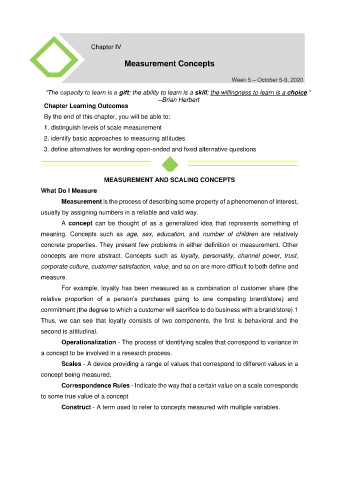 Chapter IV
Measurement Concepts
Week 5 – October 5-9, 2020
"The capacity to learn is a gift; the ability to learn is a skill; the willingness to learn is a choice."
–Brian Herbert
Chapter Learning Outcomes
By the end of this chapter, you will be able to:
1. distinguish levels of scale measurement
2. identify basic approaches to measuring attitudes
3. define alternatives for wording open-ended and fixed alternative questions
MEASUREMENT AND SCALING CONCEPTS
What Do I Measure
Measurement is the process of describing some property of a phenomenon of interest,
usually by assigning numbers in a reliable and valid way.
A concept can be thought of as a generalized idea that represents something of
meaning. Concepts such as age, sex, education, and number of children are relatively
concrete properties. They present few problems in either definition or measurement. Other
concepts are more abstract. Concepts such as loyalty, personality, channel power, trust,
corporate culture, customer satisfaction, value, and so on are more difficult to both define and
measure.
For example, loyalty has been measured as a combination of customer share (the
relative proportion of a person's purchases going to one competing brand/store) and
commitment (the degree to which a customer will sacrifice to do business with a brand/store).1
Thus, we can see that loyalty consists of two components, the first is behavioral and the
second is attitudinal.
Operationalization - The process of identifying scales that correspond to variance in
a concept to be involved in a research process.
Scales - A device providing a range of values that correspond to different values in a
concept being measured.
Correspondence Rules - Indicate the way that a certain value on a scale corresponds
to some true value of a concept
Construct - A term used to refer to concepts measured with multiple variables.